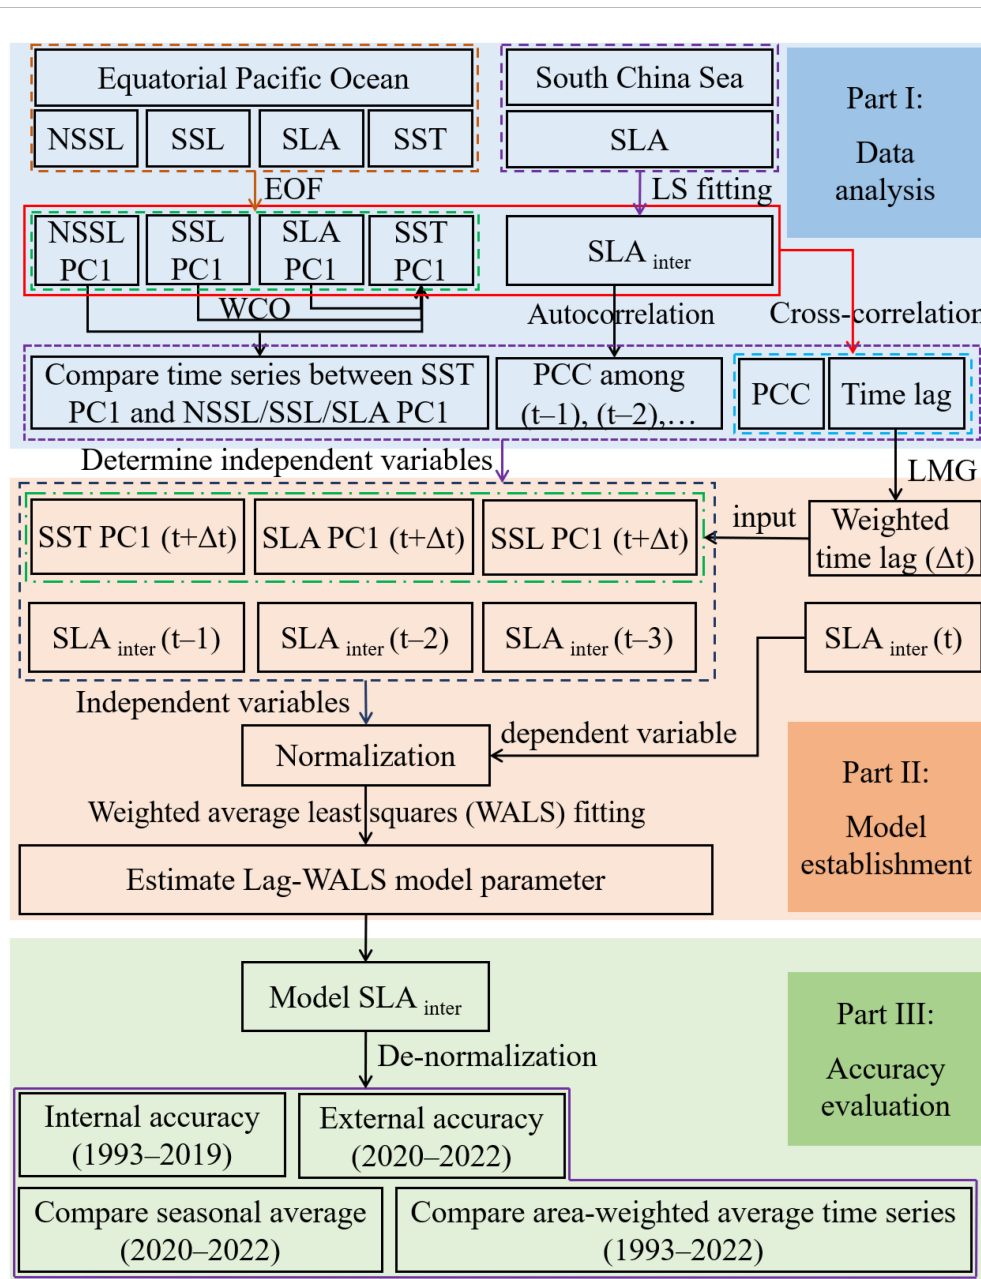 Equatorial Pacific Ocean
NSSL
SSL
SLA
SST
South China Sea
SLA
Part I:
Data
analysis
EOF
LS fitting
NSSL
PC1
SSL
PC1
SLA
PC1
SST
PC1
SLA inter
WCO
Autocorrelation
Cross-correlation
Compare time series between SST
PC1 and NSSL/SSL/SLA PC1
PCC among
(t–1), (t–2),…
PCC
Time lag
Determine independent variables
LMG
SST PC1 (t+Δt)
SLA PC1 (t+Δt)
SSL PC1 (t+Δt)
input
Weighted
time lag (Δt)
SLA inter (t–1)
SLA inter (t–2)
SLA inter (t–3)
SLA inter (t)
Independent variables
dependent variable
Normalization
Part II:
Model
establishment
Weighted average least squares (WALS) fitting
Estimate Lag-WALS model parameter
Model SLA inter
Part III:
Accuracy
evaluation
De-normalization
Internal accuracy
(1993–2019)
External accuracy
(2020–2022)
Compare seasonal average
(2020–2022)
Compare area-weighted average time series
(1993–2022)